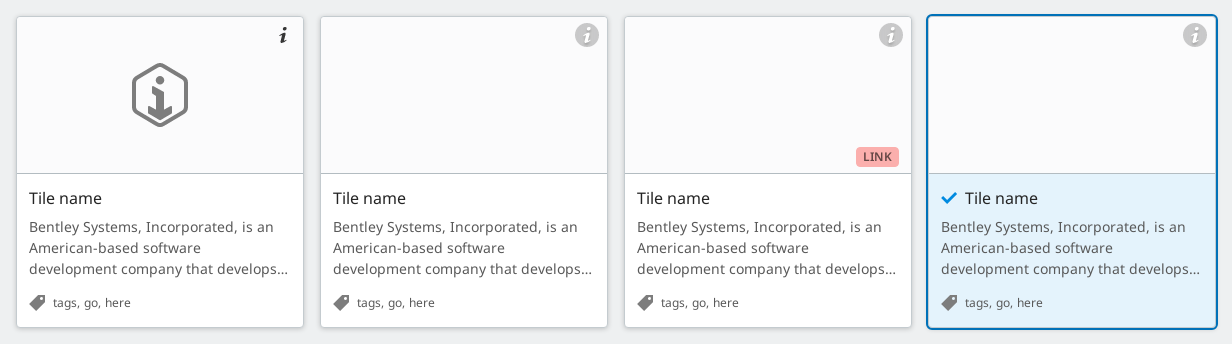 Tile name
Bentley Systems, Incorporated, is an
American-based software
development company that develops...
tags, go, here
Tile name
Bentley Systems, Incorporated, is an
American-based software
development company that develops...
tags, go, here
LINK
Tile name
Bentley Systems, Incorporated, is an
American-based software
development company that develops...
tags, go, here
Tile name
Bentley Systems, Incorporated, is an
American-based software
development company that develops...
tags, go, here